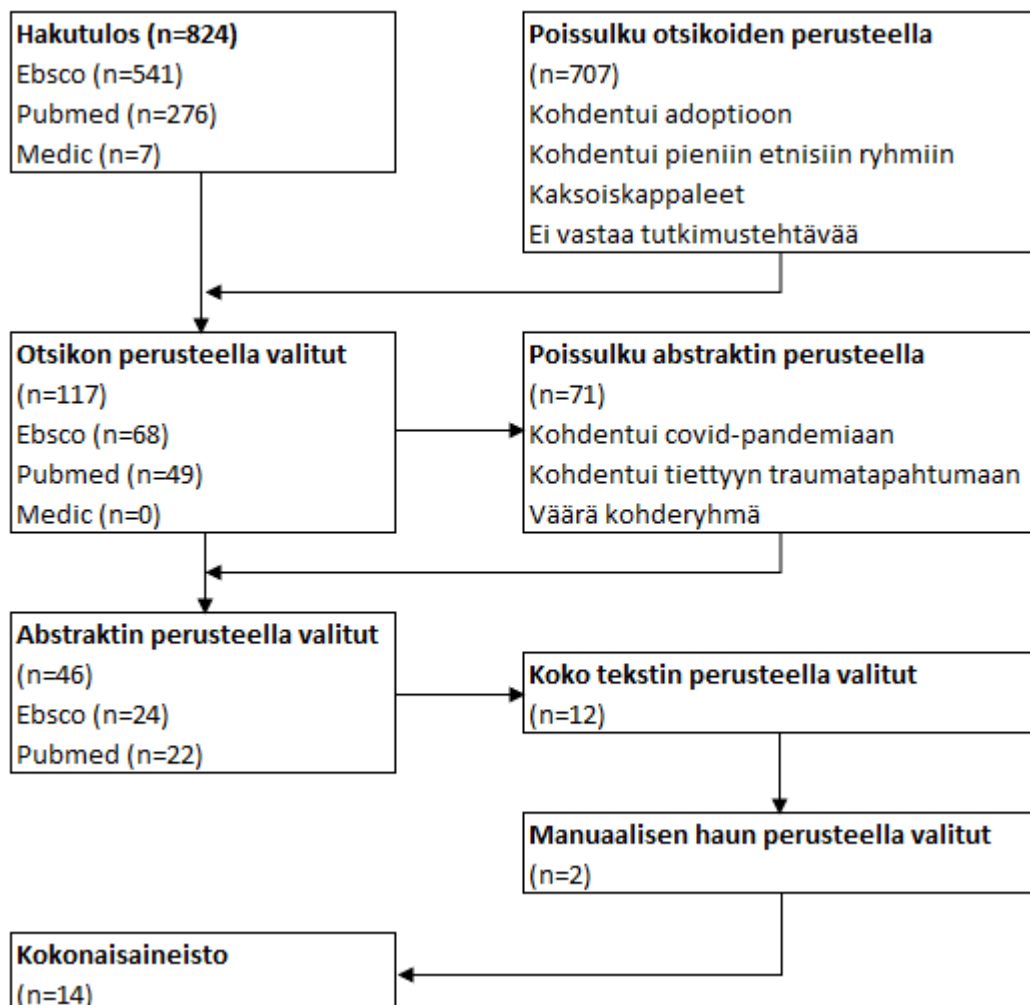 Hakutulos (n=824)
Ebsco (n=541)
Pubmed (n=276)
Medic (n=7)
Poissulku otsikoiden perusteella
(n=707)
Kohdentui adoptioon
Kohdentui pieniin etnisiin ryhmiin
Kaksoiskappaleet
Ei vastaa tutkimustehtävää
Otsikon perusteella valitut
(n=117)
Ebsco (n=68)
Pubmed (n=49)
Medic (n=0)
Poissulku abstraktin perusteella
(n=71)
Kohdentui covid-pandemiaan
Kohdentui tiettyyn traumatapahtumaan
Väärä kohderyhmä
Abstraktin perusteella valitut
(n=46)
Ebsco (n=24)
Pubmed (n=22)
Koko tekstin perusteella valitut
(n=12)
Manuaalisen haun perusteella valitut
(n=2)
Kokonaisaineisto
(n=14)